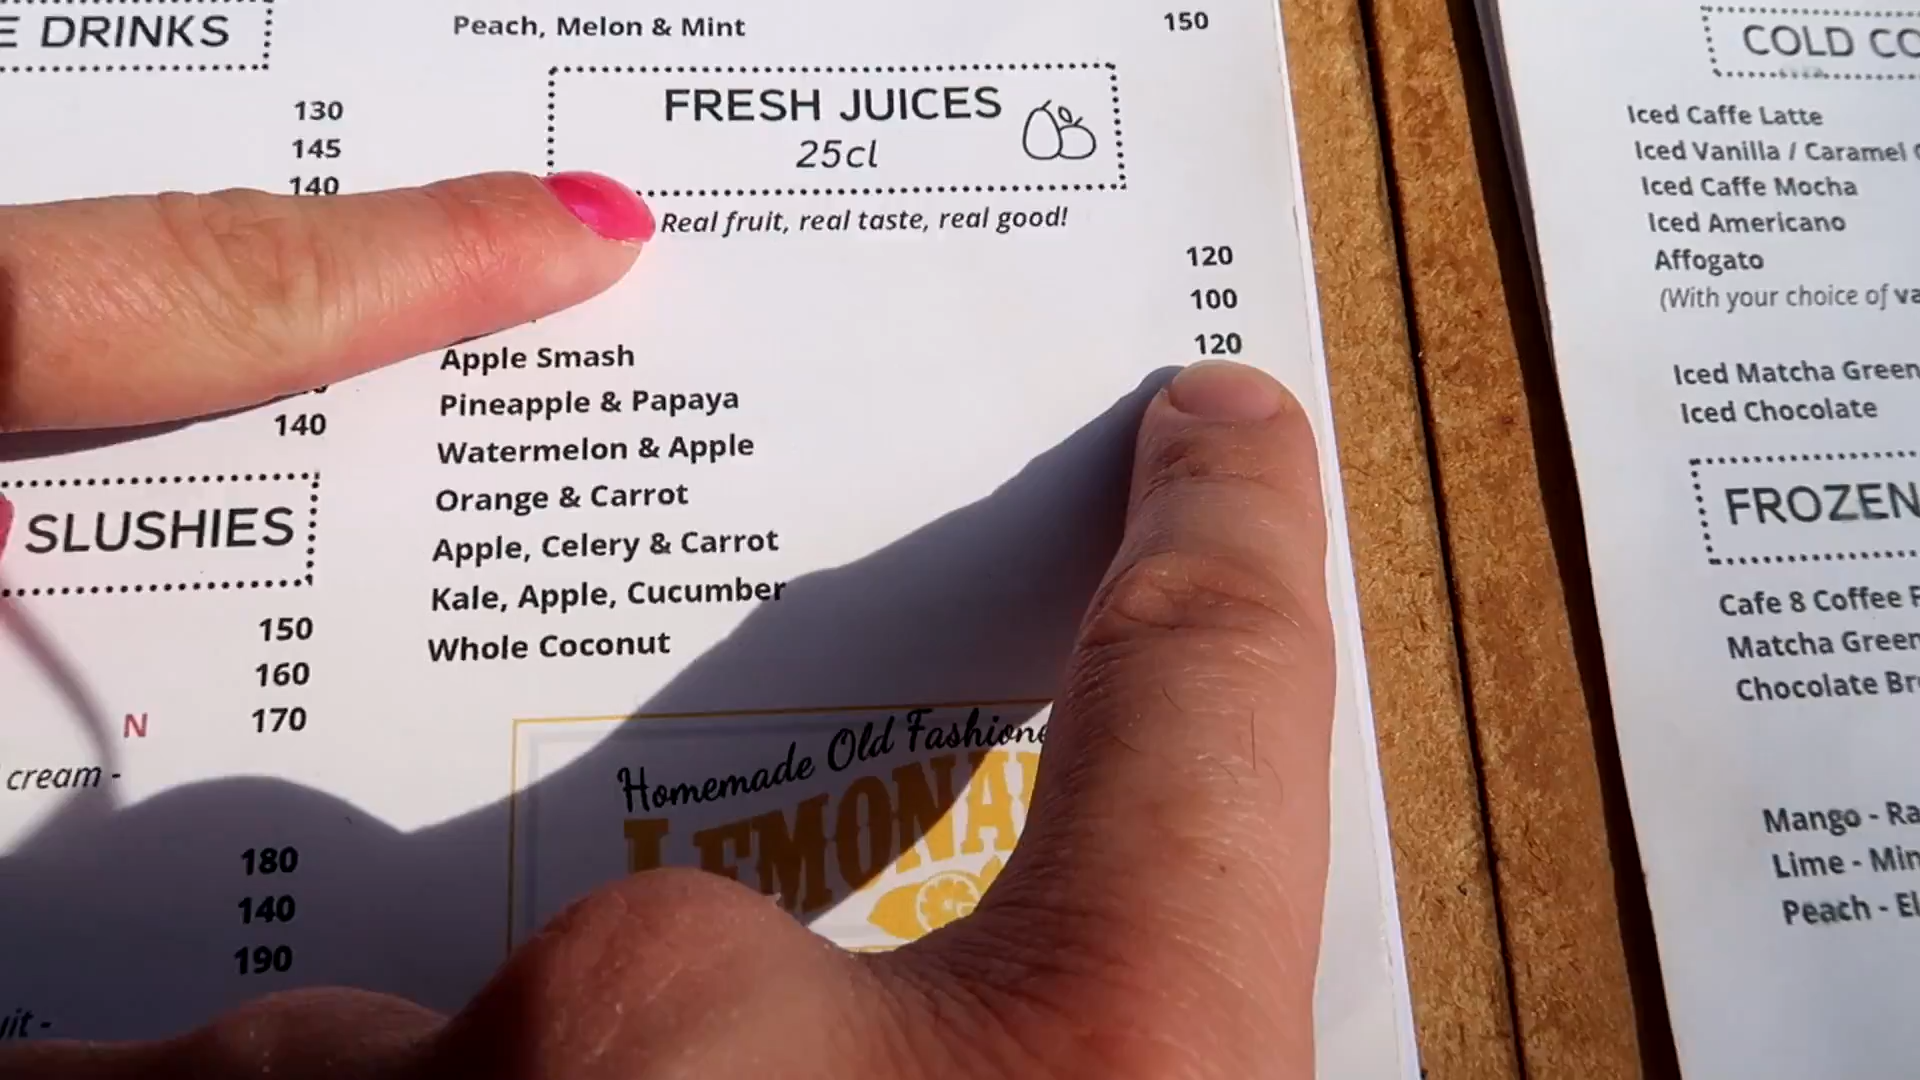 E DRINKS
130
145
140
140
SLUSHIES
150
160
N 170
cream -
180
140
190
uit -
Peach, Melon & Mint 150
FRESH JUICES
25cl
Real fruit, real taste, real good!
120
100
Apple Smash 120
Pineapple & Papaya
Watermelon & Apple
Orange & Carrot
Apple, Celery & Carrot
Kale, Apple, Cucumber
Whole Coconut
Homemade Old Fashione
LEMONA
COLD CO
Iced Caffe Latte
Iced Vanilla / Caramel
Iced Caffe Mocha
Iced Americano
Affogato
(With your choice of va
Iced Matcha Green
Iced Chocolate
FROZEN
Cafe 8 Coffee
Matcha Green
Chocolate Br
Mango - Ra
Lime - Min
Peach - El